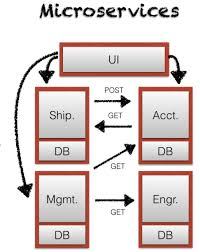 Microservices
UI
POST
Ship.
GET
Acct.
DB
DB
GET
Mgmt.
Engr.
GET
DB
DB